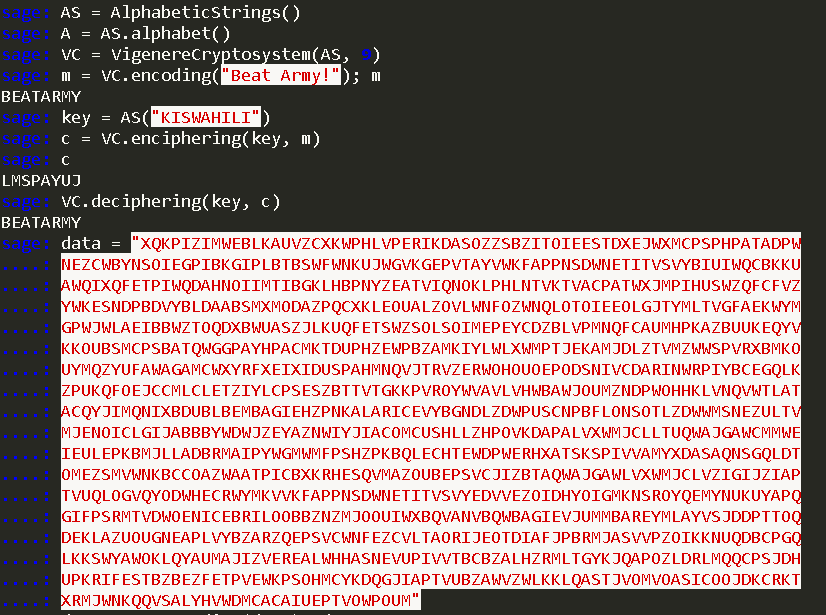 sage: AS = AlphabeticStrings()
sage: A = AS.alphabet()
sage: VC = VigenereCryptosystem(AS, 9)
sage: m = VC.encoding("Beat Army!"); m
BEATARMY
sage: key = AS("KISWAHILI")
sage: c = VC.enciphering(key, m)
sage: c
LMSPAYUJ
sage: VC.deciphering(key, c)
BEATARMY
sage: data = "XQKPIZIMWEBLKAUVZCXKWPHLVPERIKDASOZZSBZITOIEESTDXEJWXMCPSPHPATADPW
....: NEZCWBYNSOIEGPIBKGIPLBTBSWFWNKUJWGVKGEPVTAYVWKFAPPNSDWNETITVSVYBIUIWQCBKKU
....: AWQIXQFETPIWQDAHNOIIMTIBGKLHBPNYZEATVIQNOKLPHLNTVKTVACPATWXJMPIHUSWZQFCFVZ
....: YWKESNDPBDVYBLDAABSMXMODAZPQCXKLEOUALZOVLWNFOZWNQLOTOIEEOLGJTYMLTVGFAEKWYM
....: GPWJWLAEIBBWZTOQDXBWUASZJLKUQFETSWZSOLSOIMEPEYCDZBLVPMNQFCAUMHPKAZBUUKEQYV
....: KKOUBSMCPSBATQWGGPAYHPACMKTDUPHZEWPBZAMKIYLWLXWMPTJEKAMJDLZTVMZWWSPVRXBMKO
....: UYMQZYUFAWAGAMCWXYRFXEIXIDUSPAHMNQVJTRVZERWOHOUOEPODSNIVCDARINWRPIYBCEGQLK
....: ZPUKQFOEJCCMLCLETZIYLCPSESZBTTVTGKKPVROYWVAVLVHWBAWJOUMZNDPWOHHKLVNQVWTLAT
....: ACQYJIMQNIXBDUBLBEMBAGIEHZPNKALARICEVYBGNDLZDWPUSCNPBFLONSOTLZDWWMSNEZULTV
....: MJENOICLGIJABBBYWDWJZEYAZNWIYJIACOMCUSHLLZHPOVKDAPALVXWMJCLLTUQWAJGAWCMMWE
....: IEULEPKBMJLLADBRMAIPYWGMWMFPSHZPKBQLECHTEWDPWERHXATSKSPIVVAMYXDASAQNSGQLDT
....: OMEZSMVWNKBCCOAZWAATPICBXKRHESQVMAZOUBEPSVCJIZBTAQWAJGAWLVXWMJCLVZIGIJZIAP
....: TVUQLOGVQYODWHECRWYMKVVKFAPPNSDWNETITVSVYEDVVEZOIDHYOIGMKNSROYQEMYNUKUYAPQ
....: GIFPSRMTVDWOENICEBRILOOBBZNZMJOOUIWXBQVANVBQWBAGIEVJUMMBAREYMLAYVSJDDPTTOQ
....: DEKLAZUOUGNEAPLVYBZARZQEPSVCWNFEZCVLTAORIJEOTDIAFJPBRMJASVVPZOIKKNUQDBCPGQ
....: LKKSWYAWOKLQYAUMAJIZVEREALWHHASNEVUPIVVTBCBZALHZRMLTGYKJQAPOZLDRLMQQCPSJDH
....: UPKRIFESTBZBEZFETPVEWKPSOHMCYKDQGJIAPTVUBZAWVZWLKKLQASTJVOMVOASICOOJDKCRKT
....: XRMJWNKQQVSALYHVWDMCACAIUEPTVOWPOUM"